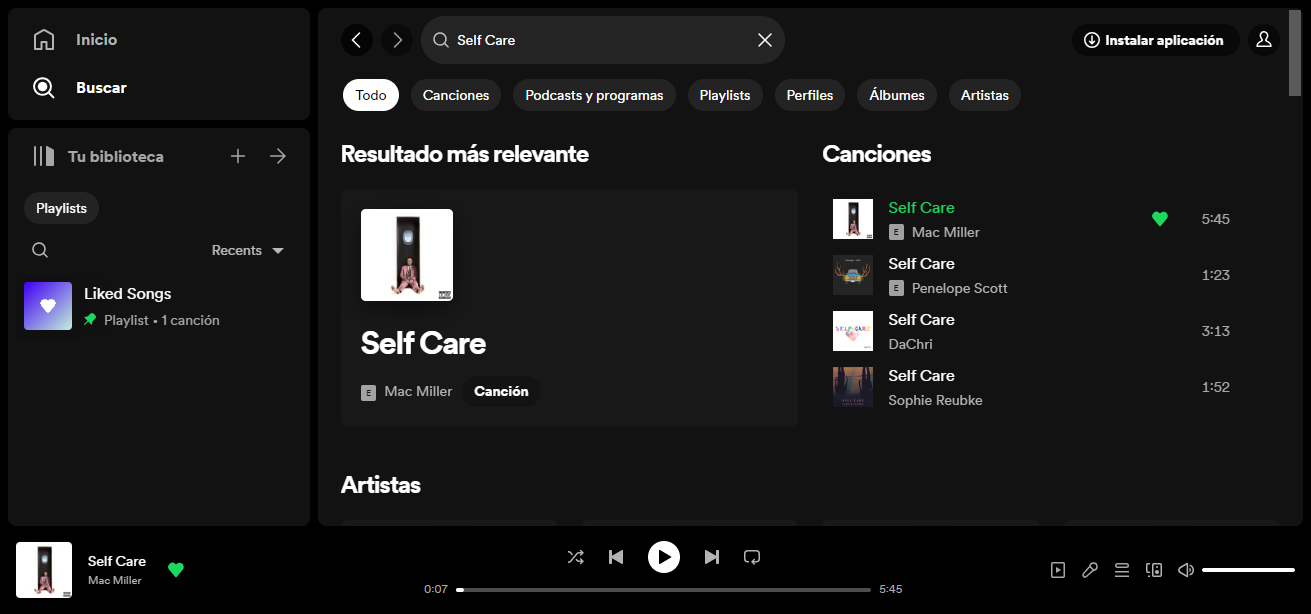 Inicio
Buscar
Tu biblioteca
Playlists
Recents
Liked Songs
Playlist • 1 canción
Self Care
Instalar aplicación
Todo
Canciones
Podcasts y programas
Playlists
Perfiles
Álbumes
Artistas
Resultado más relevante
Self Care
E Mac Miller Canción
Canciones
Self Care
E Mac Miller
5:45
Self Care
E Penelope Scott
1:23
Self Care
DaChri
3:13
Self Care
Sophie Reubke
1:52
Artistas
Self Care
Mac Miller
0:07
5:45